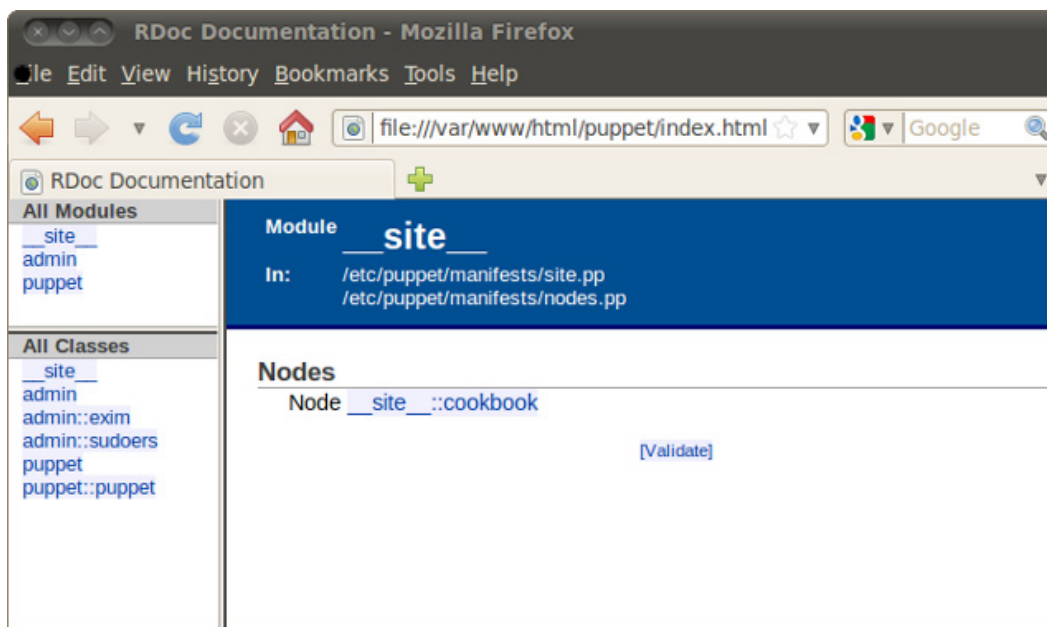 RDoc Documentation - Mozilla Firefox
Edit View History Bookmarks Tools Help
file:///var/www/html/puppet/index.html Google
RDoc Documentation
All Modules
__site__
admin
puppet
Module __site__
In: /etc/puppet/manifests/site.pp
/etc/puppet/manifests/nodes.pp
All Classes
__site__
admin
admin::exim
admin::sudoers
puppet
puppet::puppet
Nodes
Node __site__::cookbook
[Validate]